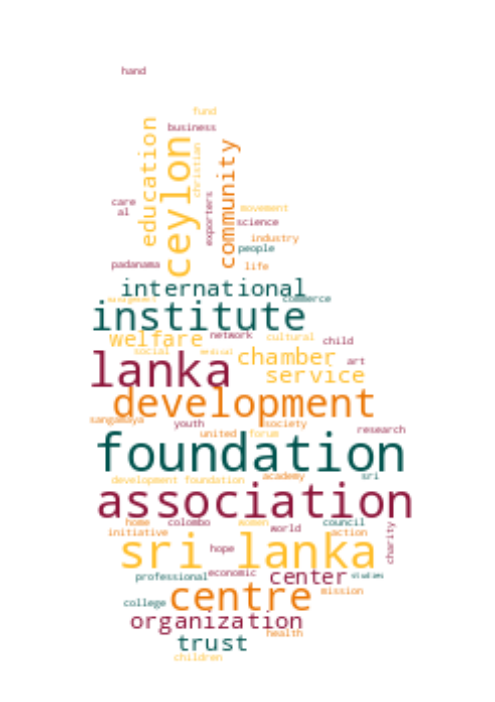 hand
fund
business
education
ceylon
christian
community
exporters
care
al
movement
science
industry
people
padanama
life
international
management
commerce
institute
welfare
network
cultural
child
social
medical
chamber
art
lanka
service
development
sangamaya
youth
society
research
united
forum
foundation
development foundation
academy
sri
association
home
colombo
women
world
council
initiative
action
charity
sri lanka
hope
professional
economic
center
studies
mission
college
centre
organization
health
trust
children